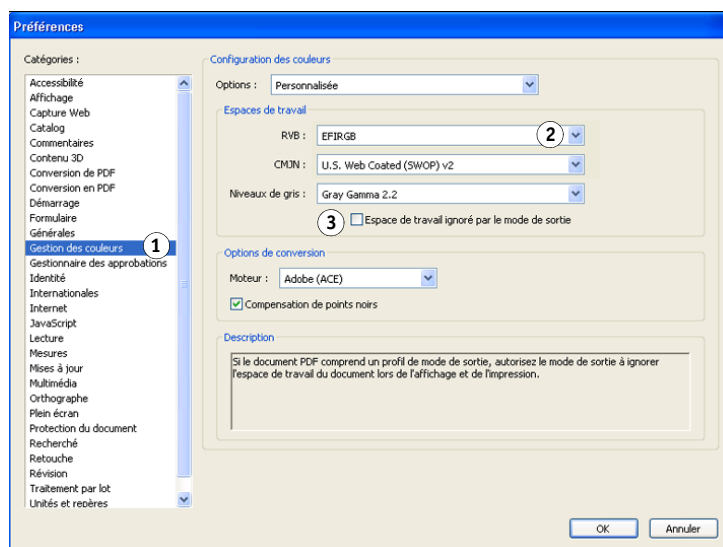 Préférences
Catégories :
Accessibilité
Affichage
Capture Web
Catalog
Commentaires
Contenu 3D
Conversion de PDF
Conversion en PDF
Démarrage
Formulaire
Générales
Gestion des couleurs 1
Gestionnaire des approbations
Identité
Internationales
Internet
JavaScript
Lecture
Mesures
Mises à jour
Multimédia
Orthographe
Plein écran
Protection du document
Recherché
Retouche
Révision
Traitement par lot
Unités et repères
Configuration des couleurs
Options : Personnalisée
Espaces de travail
RVB : EFIRGB 2
CMJN : U.S. Web Coated (SWOP) v2
Niveaux de gris : Gray Gamma 2.2
3 Espace de travail ignoré par le mode de sortie
Options de conversion
Moteur : Adobe (ACE)
Compensation de points noirs
Description
Si le document PDF comprend un profil de mode de sortie, autorisez le mode de sortie à ignorer
l'espace de travail du document lors de l'affichage et de l'impression.
OK Annuler